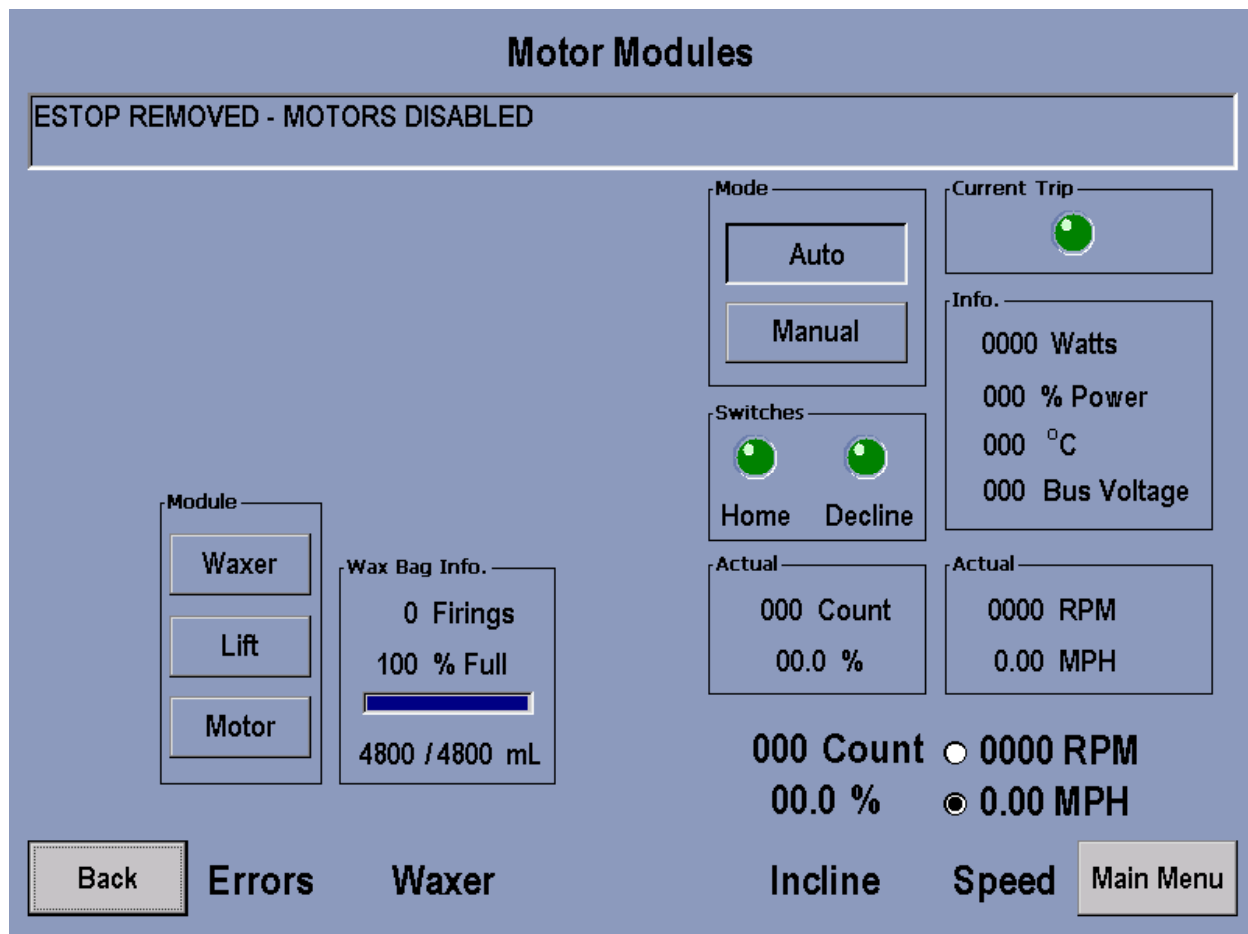 Motor Modules
ESTOP REMOVED - MOTORS DISABLED
Mode
Auto
Manual
Current Trip
Info.
0000 Watts
000 % Power
000 °C
000 Bus Voltage
Switches
Home Decline
Module
Waxer
Lift
Motor
Wax Bag Info.
0 Firings
100 % Full
4800 / 4800 mL
Actual
000 Count
00.0 %
Actual
0000 RPM
0.00 MPH
000 Count
00.0 %
0000 RPM
0.00 MPH
Back
Errors
Waxer
Incline
Speed
Main Menu